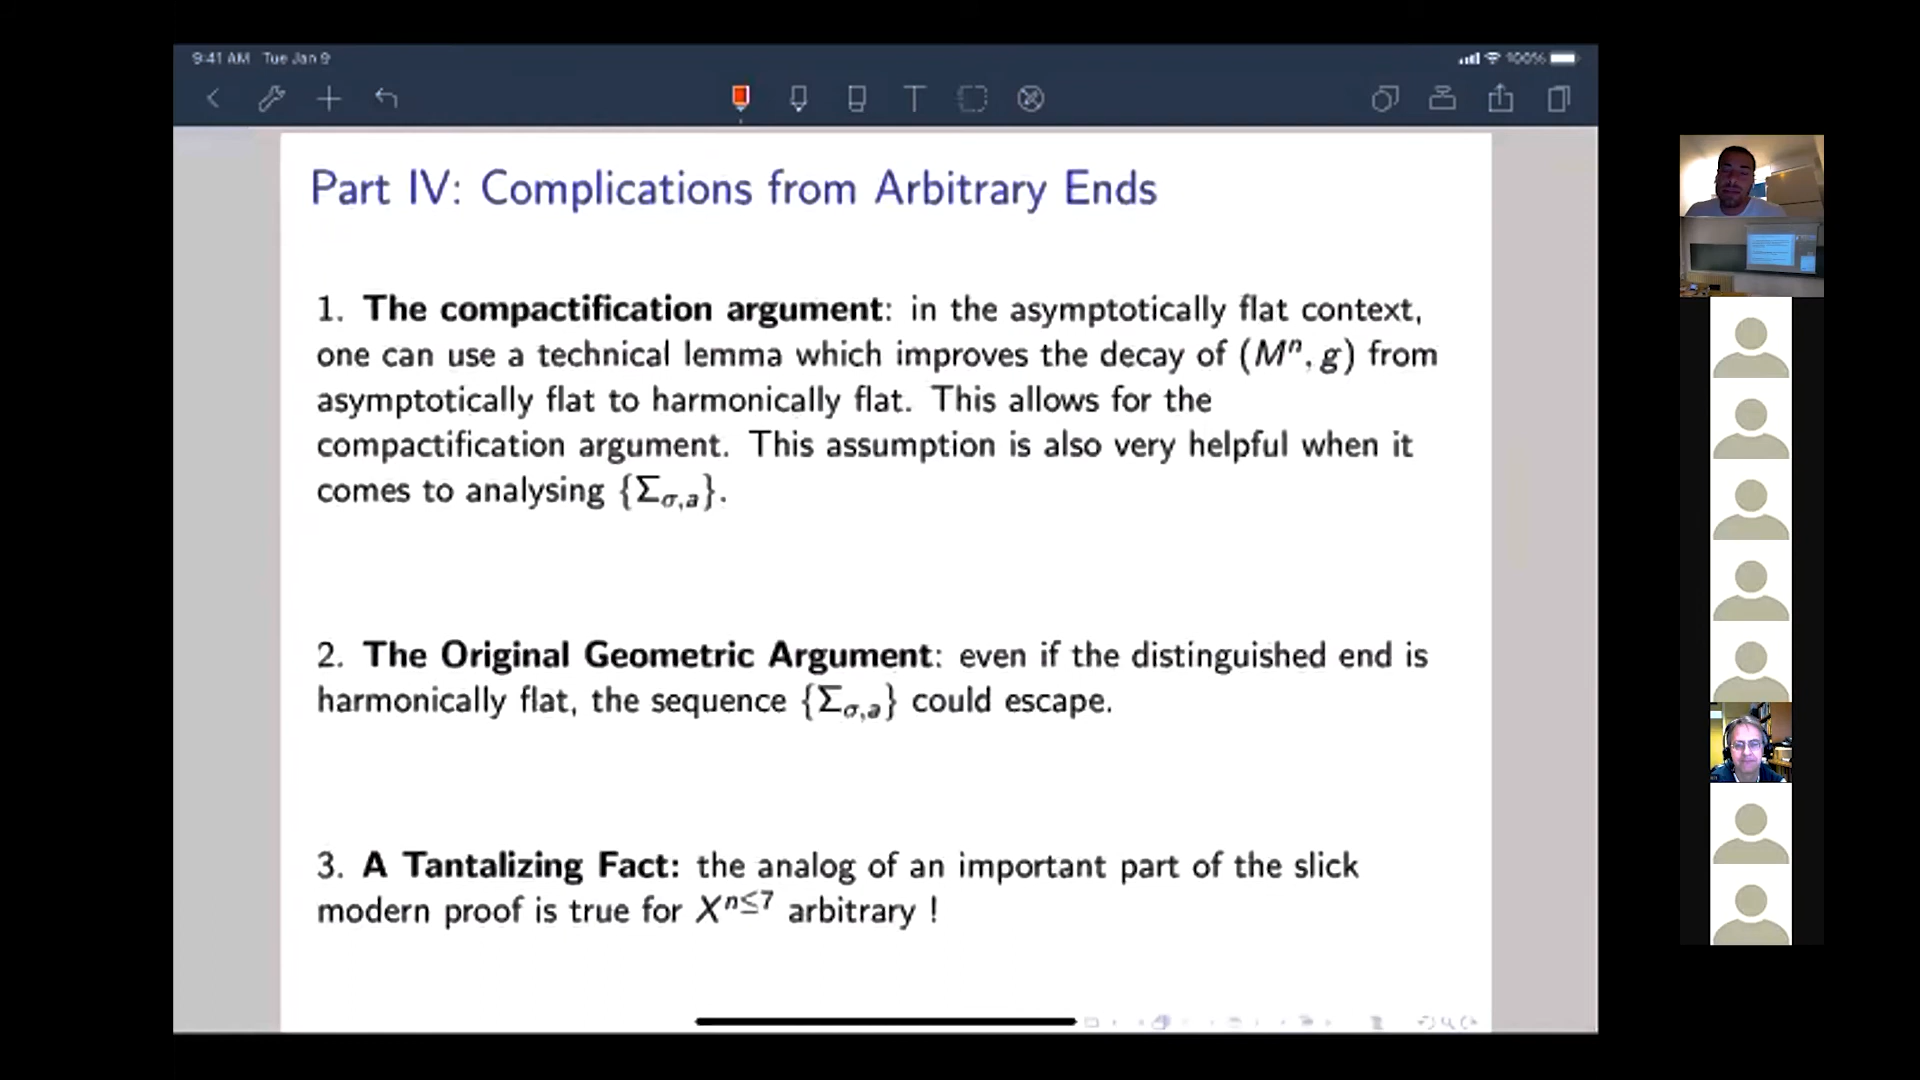 9:41 AM Tue Jan 9
100%
T
Part IV: Complications from Arbitrary Ends
1. The compactification argument: in the asymptotically flat context,
one can use a technical lemma which improves the decay of (Mⁿ, g) from
asymptotically flat to harmonically flat. This allows for the
compactification argument. This assumption is also very helpful when it
comes to analysing {Σ_{σ,a}}.
2. The Original Geometric Argument: even if the distinguished end is
harmonically flat, the sequence {Σ_{σ,a}} could escape.
3. A Tantalizing Fact: the analog of an important part of the slick
modern proof is true for X^{n≤7} arbitrary !